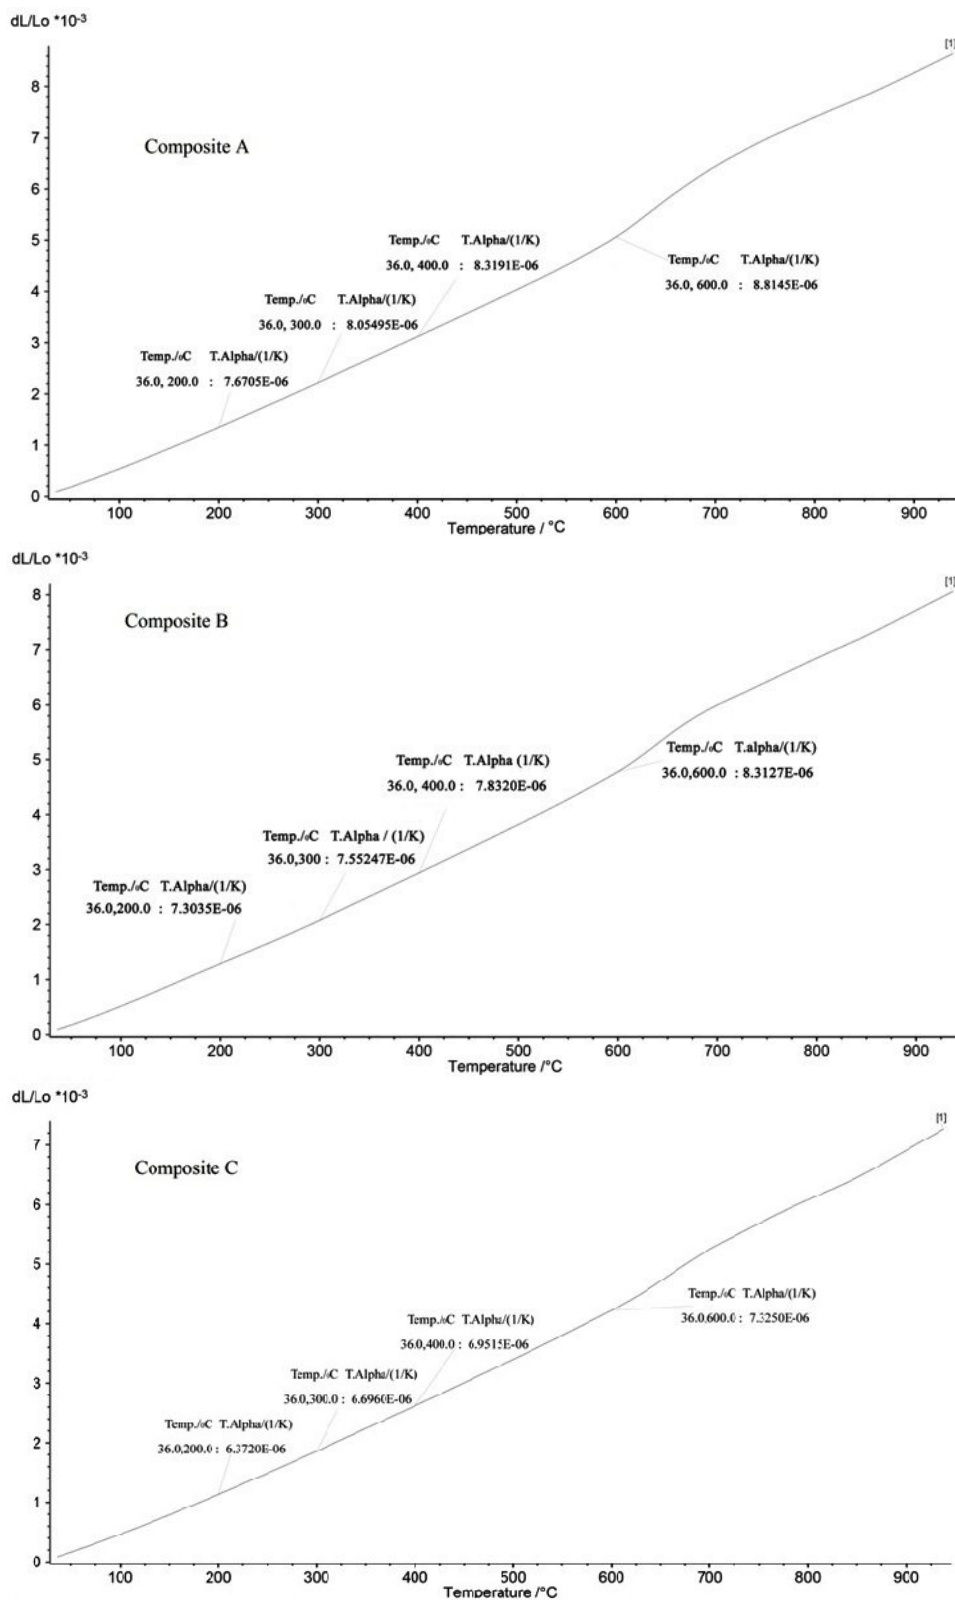 dL/Lo *10-3
[1]
8
Composite A
7
6
Temp./oC T.Alpha/(1/K)
36.0, 400.0 : 8.3191E-06
5
Temp./oC T.Alpha/(1/K)
36.0, 600.0 : 8.8145E-06
4
Temp./oC T.Alpha/(1/K)
36.0, 300.0 : 8.05495E-06
3
Temp./oC T.Alpha/(1/K)
36.0, 200.0 : 7.6705E-06
2
1
0
100 200 300 400 500 600 700 800 900
Temperature / °C
dL/Lo *10-3
[1]
8
Composite B
7
6
Temp./oC T.alpha/(1/K)
36.0,600.0 : 8.3127E-06
Temp./oC T.Alpha (1/K)
36.0, 400.0 : 7.8320E-06
5
4
Temp./oC T.Alpha / (1/K)
36.0,300 : 7.55247E-06
3
Temp./oC T.Alpha/(1/K)
36.0,200.0 : 7.3035E-06
2
1
0
100 200 300 400 500 600 700 800 900
Temperature /°C
dL/Lo *10-3
[1]
7
Composite C
6
5
Temp./oC T.Alpha/(1/K)
36.0,600.0 : 7.3250E-06
4
Temp./oC T.Alpha/(1/K)
36.0,400.0 : 6.9515E-06
3
Temp./oC T.Alpha/(1/K)
36.0,300.0 : 6.6960E-06
Temp./oC T.Alpha/(1/K)
36.0,200.0 : 6.3720E-06
2
1
0
100 200 300 400 500 600 700 800 900
Temperature /°C